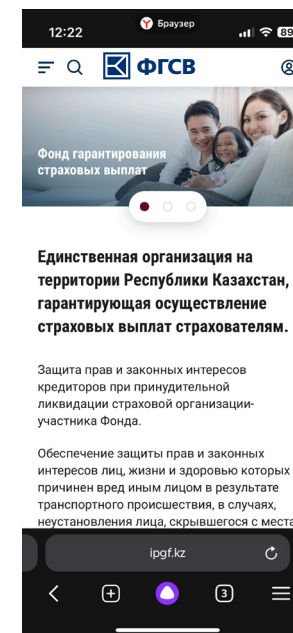 12:22
Браузер
89
ФГСВ
Фонд гарантирования
страховых выплат
Единственная организация на
территории Республики Казахстан,
гарантирующая осуществление
страховых выплат страхователям.
Защита прав и законных интересов
кредиторов при принудительной
ликвидации страховой организации-
участника Фонда.
Обеспечение защиты прав и законных
интересов лиц, жизни и здоровью которых
причинен вред иным лицом в результате
транспортного происшествия, в случаях,
неустановления лица, скрывшегося с места
ipgf.kz
3